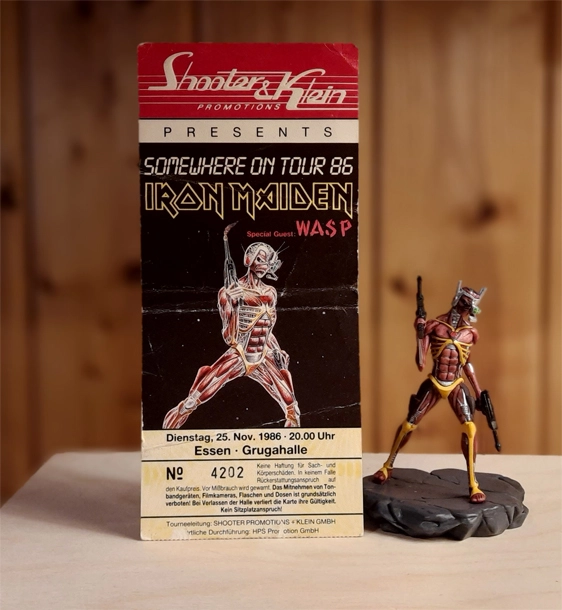 Shooter & Klein
PROMOTIONS
PRESENTS
SOMEWHERE ON TOUR 86
IRON MAIDEN
Special Guest: WASP
Dienstag, 25. Nov. 1986 · 20.00 Uhr
Essen · Grugahalle
Nº 4202
Keine Haftung für Sach- und
Körperschäden. In keinem Falle
Rückerstattungsanspruch auf
den Kaufpreis. Vor Mißbrauch wird gewarnt. Das Mitnehmen von Ton-
bandgeräten, Filmkameras, Flaschen und Dosen ist grundsätzlich
verboten! Bei Verlassen der Halle verliert die Karte ihre Gültigkeit.
Kein Sitzplatzanspruch!
Tourneeleitung: SHOOTER PROMOTIONS + KLEIN GMBH
rtliche Durchführung: HPS Promotion GmbH